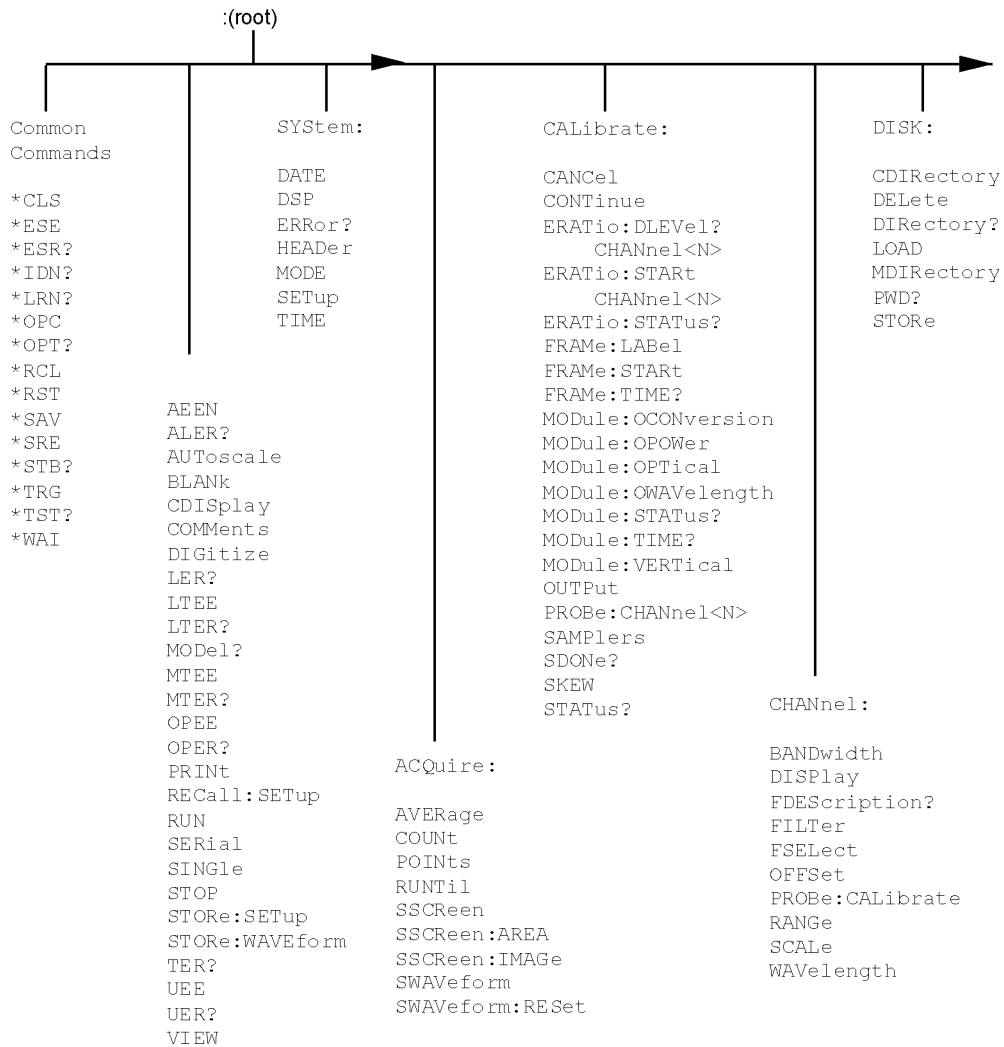 :(root)
Common
Commands
*CLS
*ESE
*ESR?
*IDN?
*LRN?
*OPC
*OPT?
*RCL
*RST
*SAV
*SRE
*STB?
*TRG
*TST?
*WAI
AEEN
ALER?
AUToscale
BLANk
CDISplay
COMMents
DIGitize
LER?
LTEE
LTER?
MODel?
MTEE
MTER?
OPEE
OPER?
PRINt
RECall:SETup
RUN
SERial
SINGle
STOP
STORe:SETup
STORe:WAVEform
TER?
UEE
UER?
VIEW
SYStem:
DATE
DSP
ERRor?
HEADer
MODE
SETup
TIME
ACQuire:
AVERage
COUNt
POINts
RUNTil
SSCReen
SSCReen:AREA
SSCReen:IMAGe
SWAVeform
SWAVeform:RESet
CALibrate:
CANCel
CONTinue
ERATio:DLEVel?
CHANnel<N>
ERATio:STARt
CHANnel<N>
ERATio:STATus?
FRAMe:LABel
FRAMe:STARt
FRAMe:TIME?
MODule:OCONversion
MODule:OPOWer
MODule:OPTical
MODule:OWAVelength
MODule:STATus?
MODule:TIME?
MODule:VERTical
OUTPut
PROBe:CHANnel<N>
SAMPlers
SDONe?
SKEW
STATus?
CHANnel:
BANDwidth
DISPlay
FDEScription?
FILTer
FSELect
OFFSet
PROBe:CALibrate
RANGe
SCALe
WAVelength
DISK:
CDIRectory
DELete
DIRectory?
LOAD
MDIRectory
PWD?
STORe